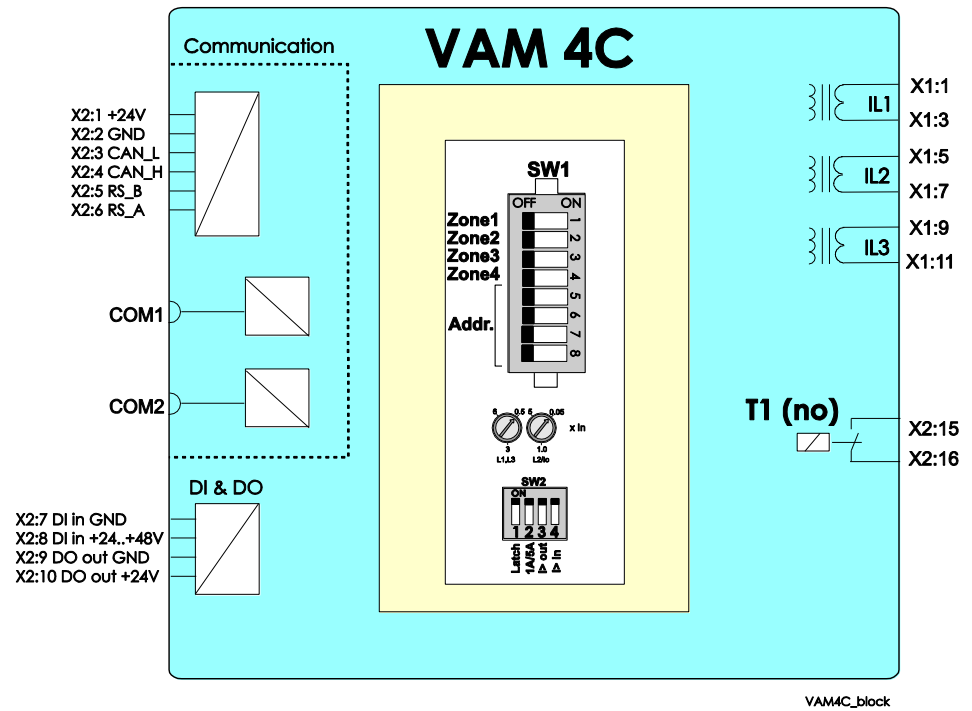 VAM 4C
Communication
X2:1 +24V
X2:2 GND
X2:3 CAN_L
X2:4 CAN_H
X2:5 RS_B
X2:6 RS_A
COM1
COM2
DI & DO
X2:7 DI in GND
X2:8 DI in +24..+48V
X2:9 DO out GND
X2:10 DO out +24V
SW1
OFF ON
Zone1 1
Zone2 2
Zone3 3
Zone4 4
5
Addr. 6
7
8
6 0.5 5 0.05
x In
3 1.0
L1,L3 L2/Io
SW2
ON
1 2 3 4
Latch
1A/5A
▷ out
▷ in
IL1
X1:1
X1:3
IL2
X1:5
X1:7
IL3
X1:9
X1:11
T1 (no)
X2:15
X2:16
VAM4C_block